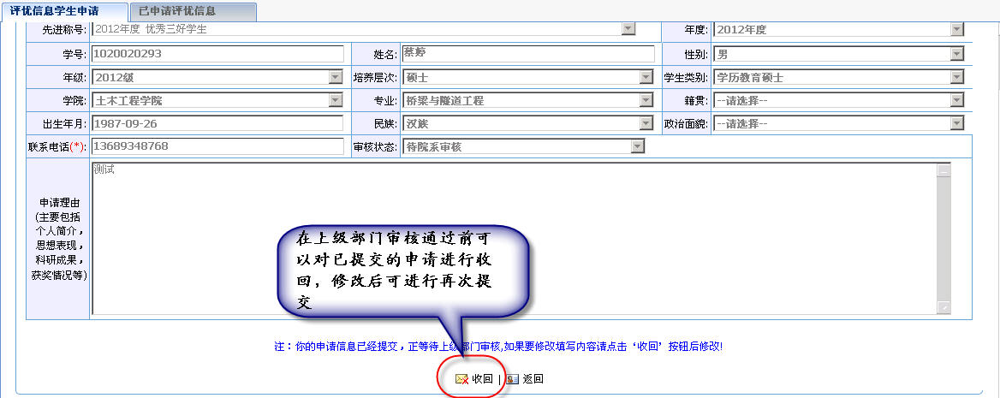 评优信息学生申请 已申请评优信息
先进称号: 2012年度 优秀三好学生 年度: 2012年度
学号: 1020020293 姓名: 蔡婷 性别: 男
年级: 2012级 培养层次: 硕士 学生类别: 学历教育硕士
学院: 土木工程学院 专业: 桥梁与隧道工程 籍贯: --请选择--
出生年月: 1987-09-26 民族: 汉族 政治面貌: --请选择--
联系电话(*): 13689348768 审核状态: 待院系审核
测试
申请理由
(主要包括
个人简介，
思想表现，
科研成果，
获奖情况等)
在上级部门审核通过前可
以对已提交的申请进行收
回，修改后可进行再次提
交
注：你的申请信息已经提交，正等待上级部门审核,如果要修改填写内容请点击‘收回’按钮后修改!
收回 | 返回